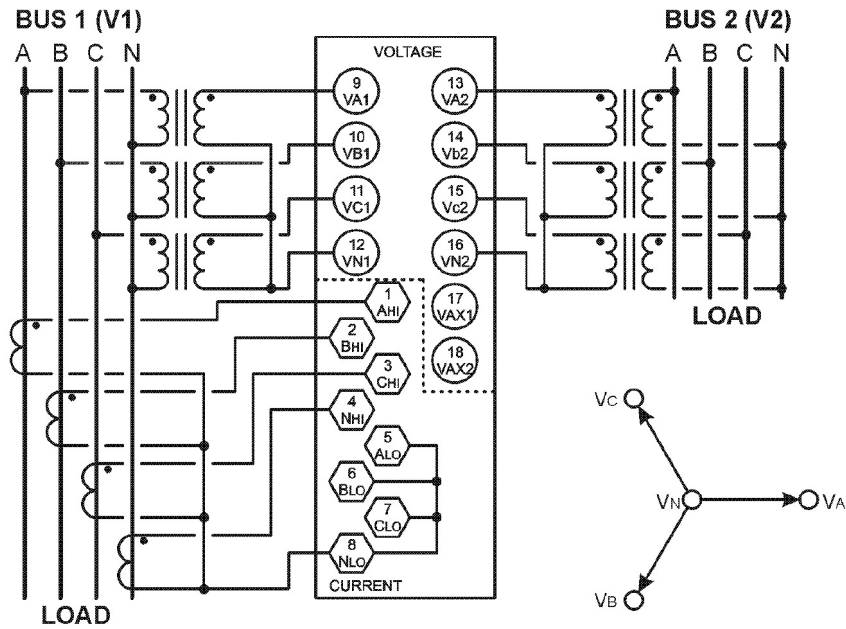 BUS 1 (V1)
BUS 2 (V2)
A B C N
VOLTAGE
A B C N
9
VA1
13
VA2
10
VB1
14
Vb2
11
VC1
15
Vc2
12
VN1
16
VN2
1
AHI
17
VAX1
2
BHI
18
VAX2
3
CHI
4
NHI
5
ALO
6
BLO
7
CLO
8
NLO
CURRENT
LOAD
LOAD
VC
VN
VA
VB